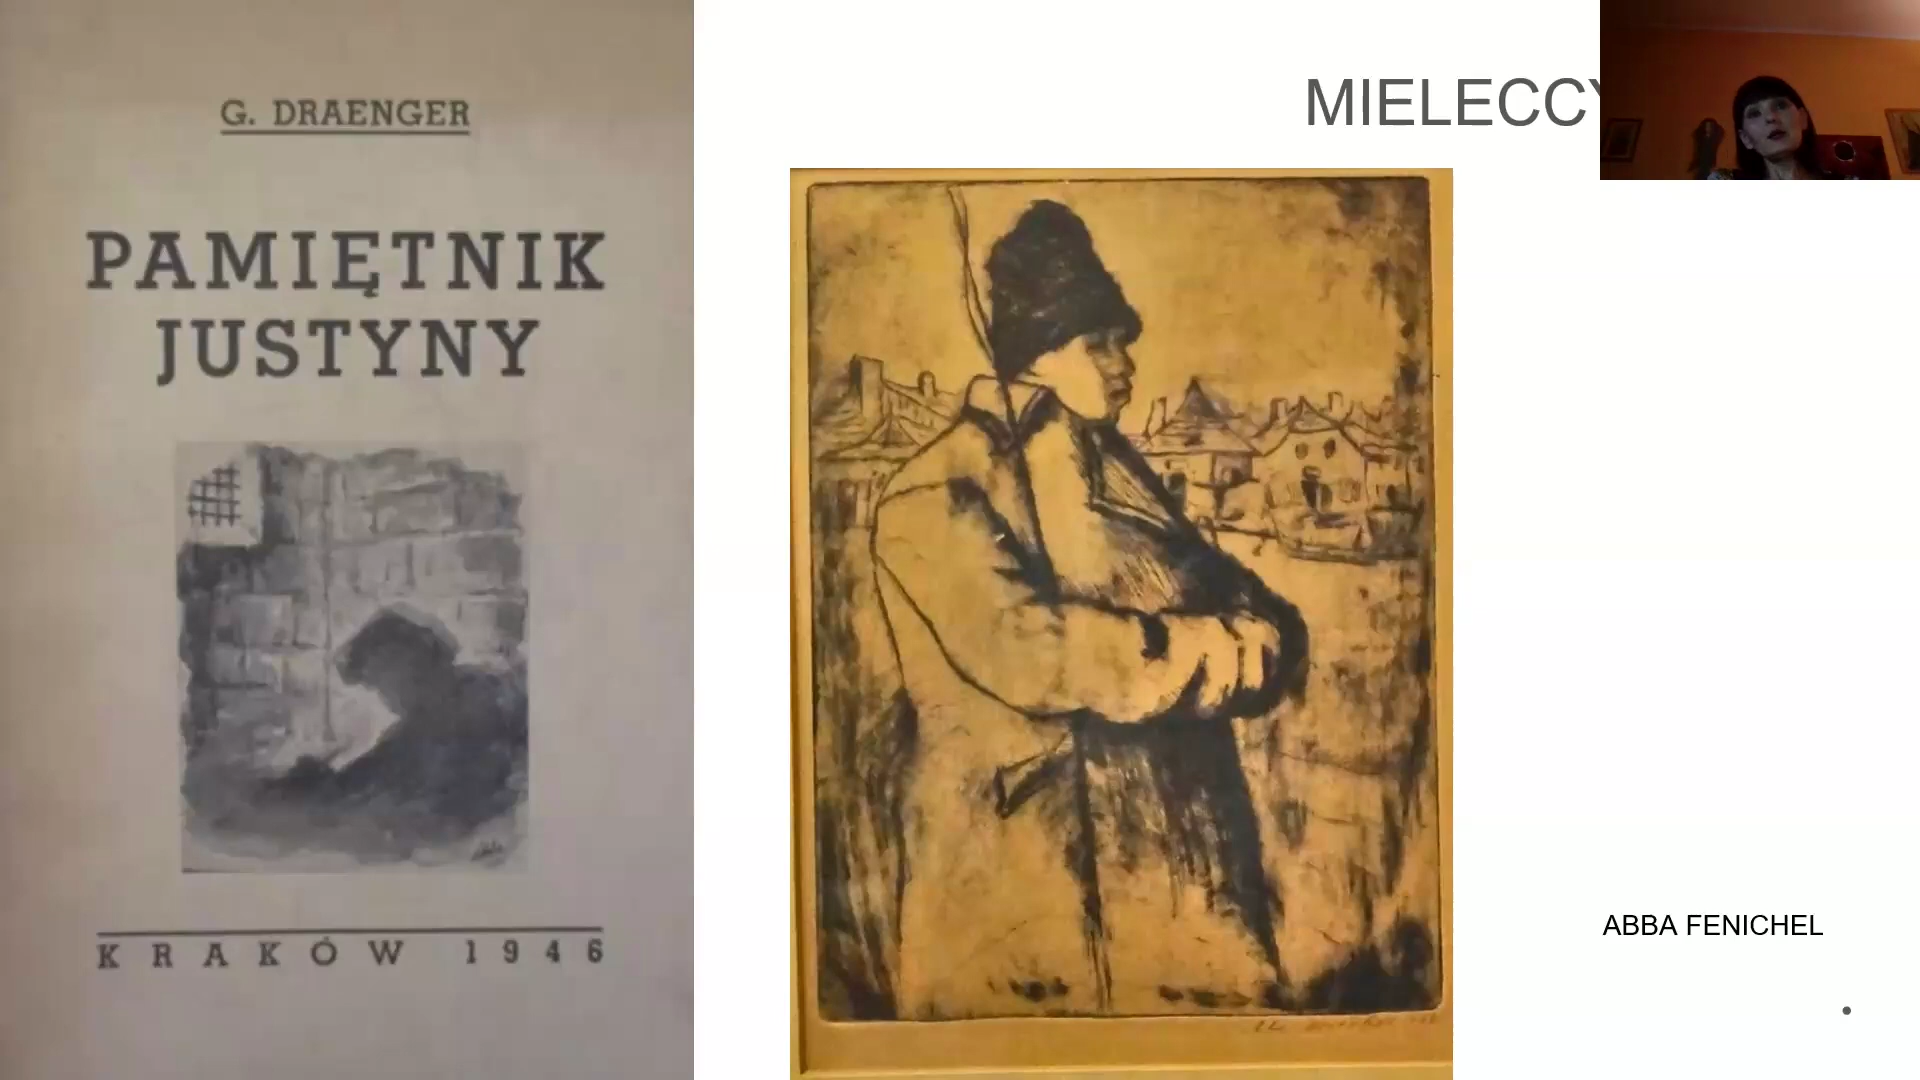 G. DRAENGER
PAMIĘTNIK
JUSTYNY
KRAKÓW 1946
MIELECCY
ABBA FENICHEL